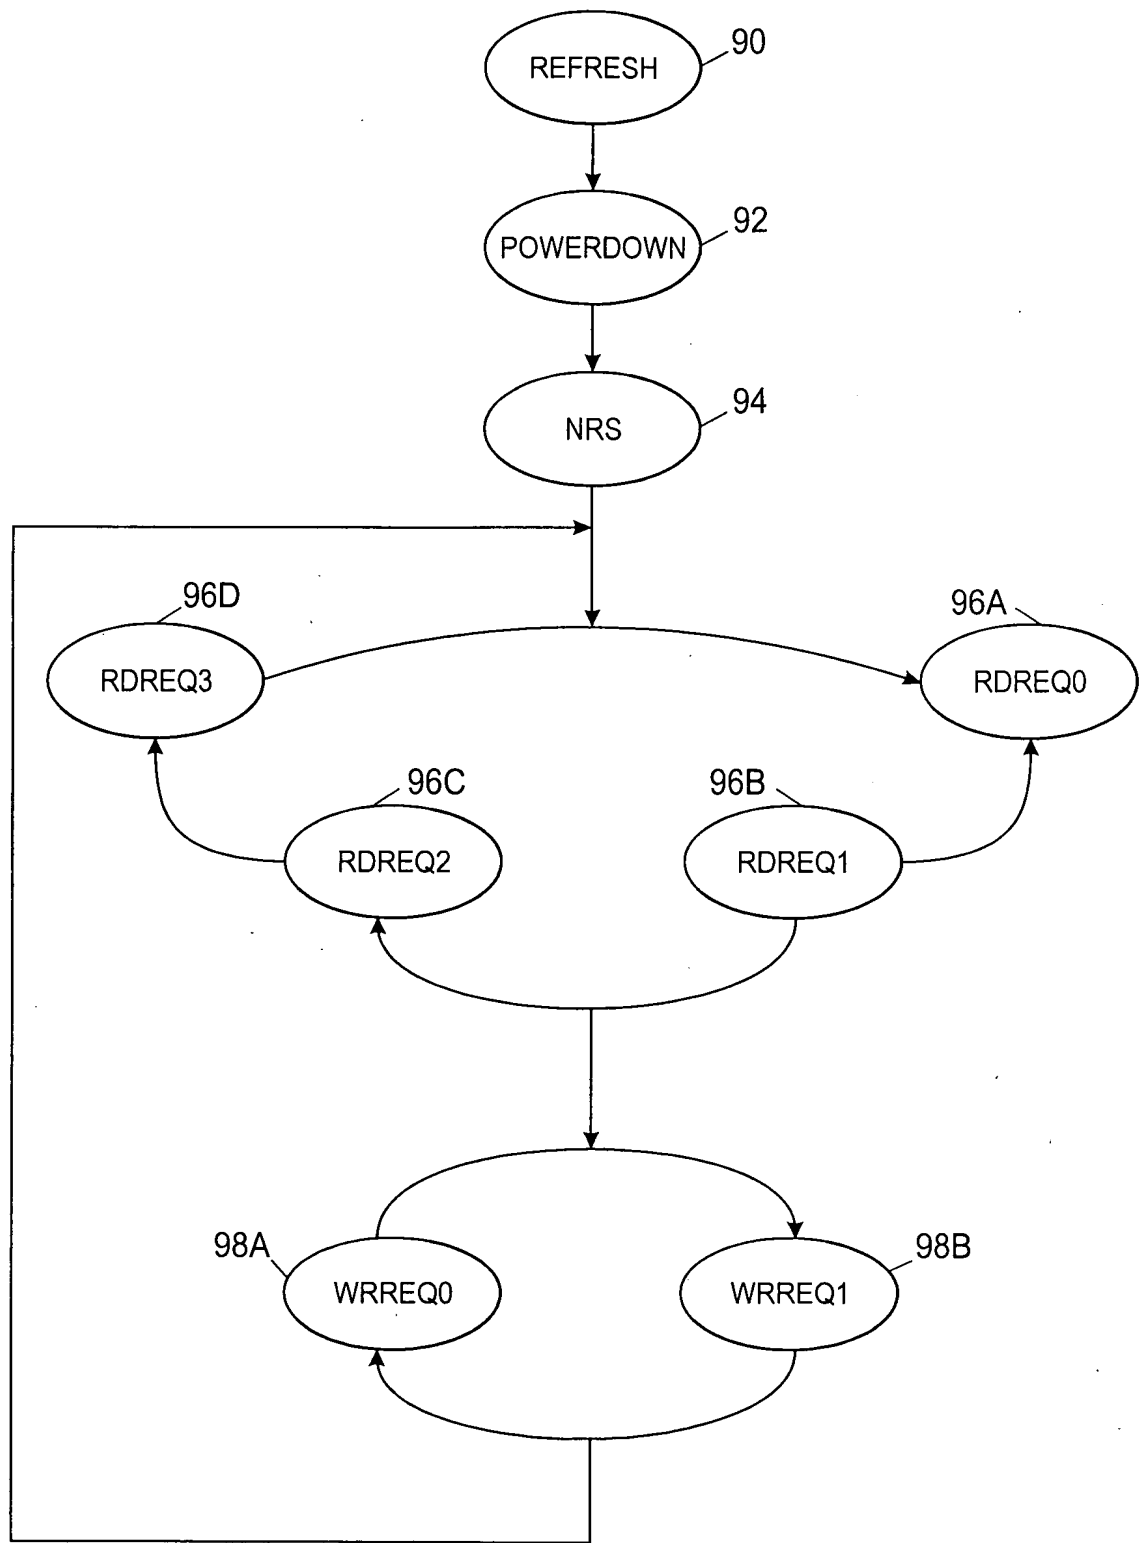 REFRESH
90
POWERDOWN
92
NRS
94
96D
96A
RDREQ3
RDREQ0
96C
96B
RDREQ2
RDREQ1
98A
98B
WRREQ0
WRREQ1